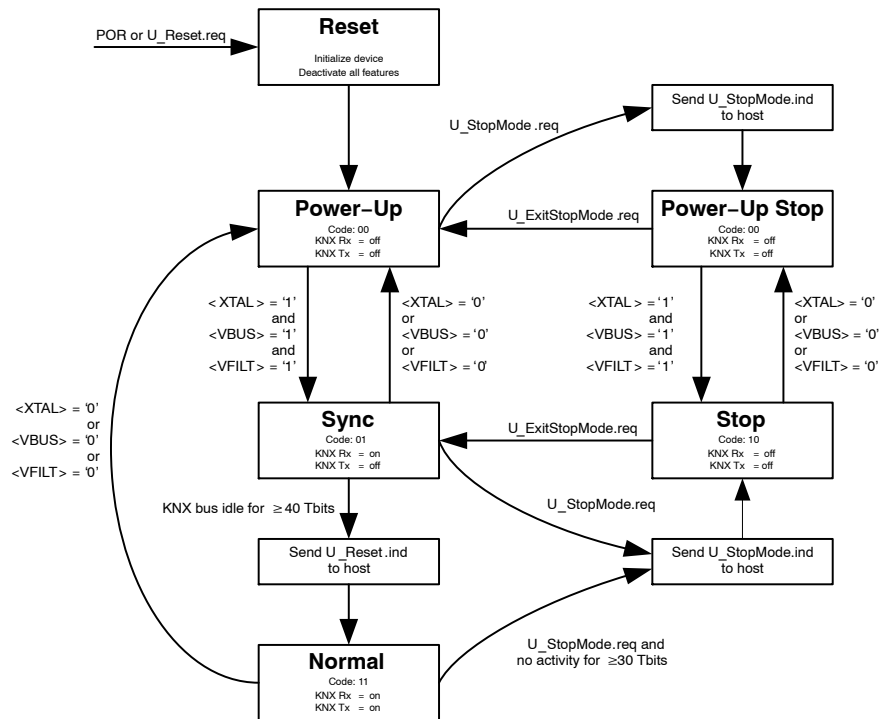 Reset
POR or U_Reset.req
Initialize device
Deactivate all features
Send U_StopMode.ind
to host
U_StopMode .req
Power–Up
Code: 00
KNX Rx = off
KNX Tx = off
U_ExitStopMode.req
Power–Up Stop
Code: 00
KNX Rx = off
KNX Tx = off
<XTAL> = '1'
and
<VBUS> = '1'
and
<VFILT> = '1'
<XTAL> = '0'
or
<VBUS> = '0'
or
<VFILT> = '0'
<XTAL> = '1'
and
<VBUS> = '1'
and
<VFILT> = '1'
<XTAL> = '0'
or
<VBUS> = '0'
or
<VFILT> = '0'
<XTAL> = '0'
or
<VBUS> = '0'
or
<VFILT> = '0'
Sync
Code: 01
KNX Rx = on
KNX Tx = off
U_ExitStopMode.req
Stop
Code: 10
KNX Rx = off
KNX Tx = off
KNX bus idle for ≥ 40 Tbits
U_StopMode.req
Send U_Reset .ind
to host
Send U_StopMode.ind
to host
Normal
Code: 11
KNX Rx = on
KNX Tx = on
U_StopMode.req and
no activity for ≥30 Tbits